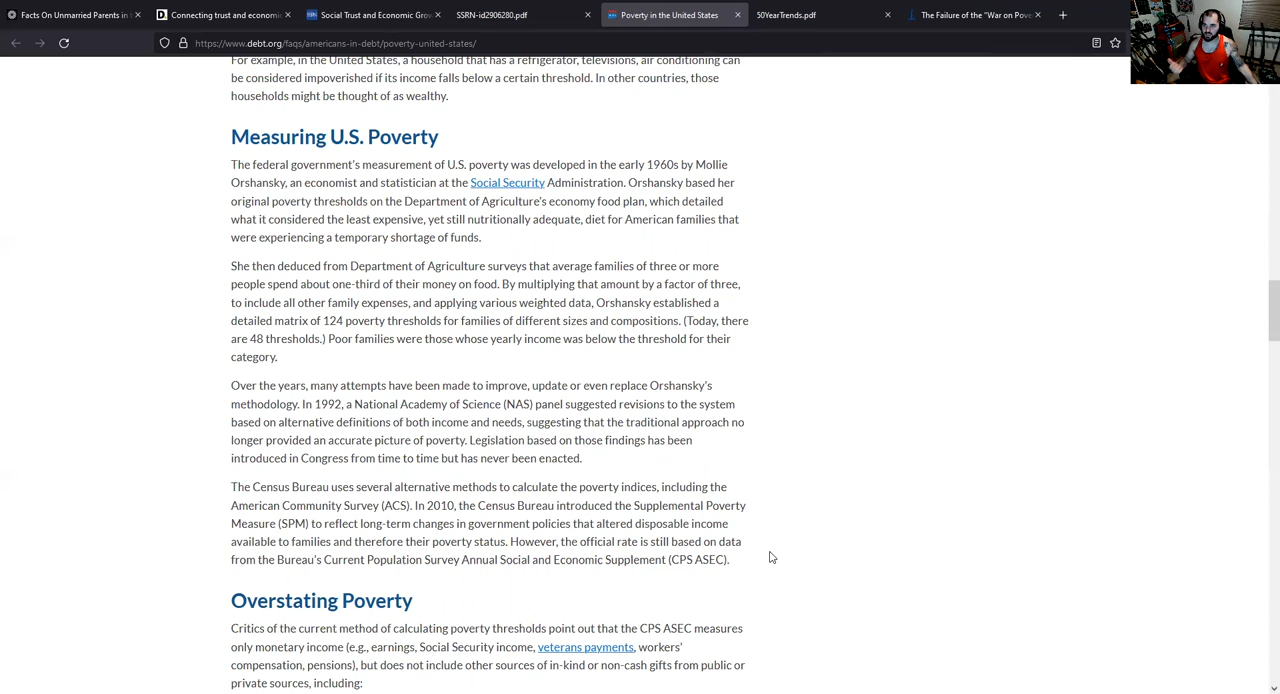 Facts On Unmarried Parents in t
Connecting trust and economic
Social Trust and Economic Grow
SSRN-id2906280.pdf
Poverty in the United States
50YearTrends.pdf
The Failure of the "War on Pove
https://www.debt.org/faqs/americans-in-debt/poverty-united-states/
For example, in the United States, a household that has a refrigerator, televisions, air conditioning can
be considered impoverished if its income falls below a certain threshold. In other countries, those
households might be thought of as wealthy.
Measuring U.S. Poverty
The federal government's measurement of U.S. poverty was developed in the early 1960s by Mollie
Orshansky, an economist and statistician at the Social Security Administration. Orshansky based her
original poverty thresholds on the Department of Agriculture's economy food plan, which detailed
what it considered the least expensive, yet still nutritionally adequate, diet for American families that
were experiencing a temporary shortage of funds.
She then deduced from Department of Agriculture surveys that average families of three or more
people spend about one-third of their money on food. By multiplying that amount by a factor of three,
to include all other family expenses, and applying various weighted data, Orshansky established a
detailed matrix of 124 poverty thresholds for families of different sizes and compositions. (Today, there
are 48 thresholds.) Poor families were those whose yearly income was below the threshold for their
category.
Over the years, many attempts have been made to improve, update or even replace Orshansky's
methodology. In 1992, a National Academy of Science (NAS) panel suggested revisions to the system
based on alternative definitions of both income and needs, suggesting that the traditional approach no
longer provided an accurate picture of poverty. Legislation based on those findings has been
introduced in Congress from time to time but has never been enacted.
The Census Bureau uses several alternative methods to calculate the poverty indices, including the
American Community Survey (ACS). In 2010, the Census Bureau introduced the Supplemental Poverty
Measure (SPM) to reflect long-term changes in government policies that altered disposable income
available to families and therefore their poverty status. However, the official rate is still based on data
from the Bureau's Current Population Survey Annual Social and Economic Supplement (CPS ASEC).
Overstating Poverty
Critics of the current method of calculating poverty thresholds point out that the CPS ASEC measures
only monetary income (e.g., earnings, Social Security income, veterans payments, workers'
compensation, pensions), but does not include other sources of in-kind or non-cash gifts from public or
private sources, including: